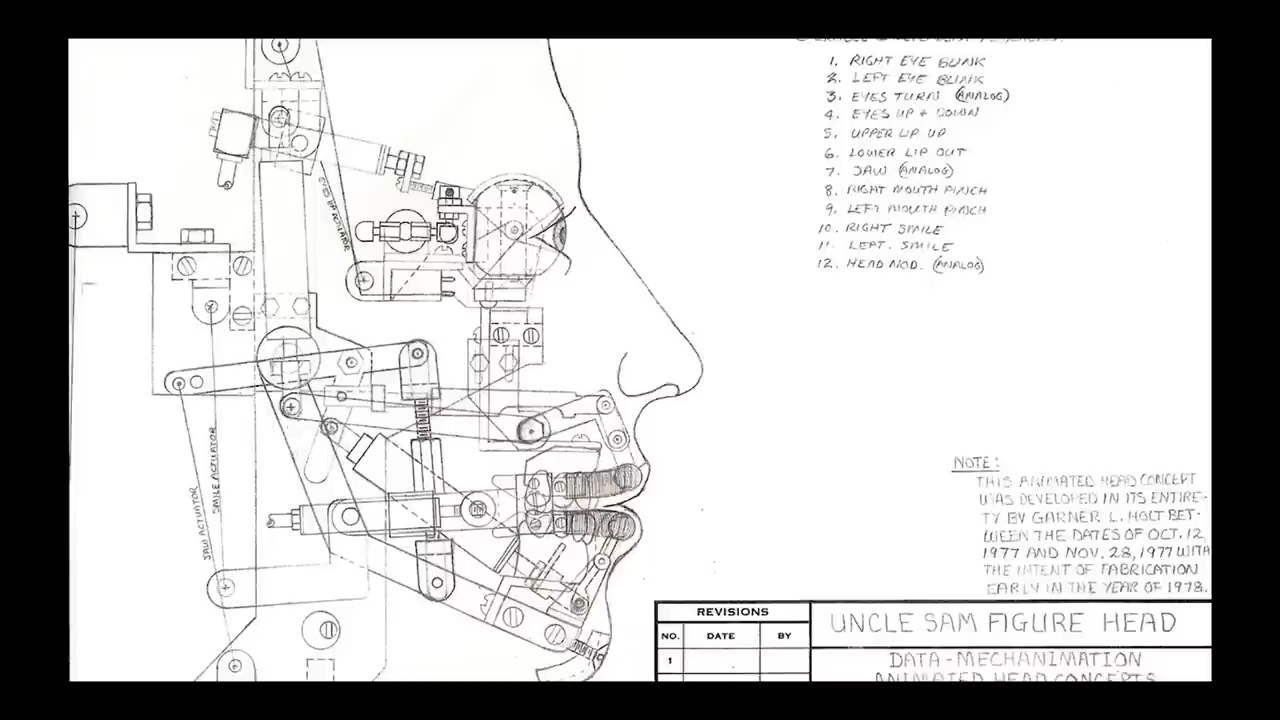 1. RIGHT EYE BLINK
2. LEFT EYE BLINK
3. EYES TURN (ANALOG)
4. EYES UP & DOWN
5. UPPER LIP UP
6. LOWER LIP OUT
7. JAW (ANALOG)
8. RIGHT MOUTH PINCH
9. LEFT MOUTH PINCH
10. RIGHT SMILE
11. LEFT. SMILE
12. HEAD NOD. (ANALOG)
EYES UP ACTUATOR
SMILE ACTUATOR
JAW ACTUATOR
NOTE:
THIS ANIMATED HEAD CONCEPT
WAS DEVELOPED IN ITS ENTIRE-
TY BY GARNER L. HOLT BET-
WEEN THE DATES OF OCT. 12,
1977 AND NOV. 28, 1977 WITH
THE INTENT OF FABRICATION
EARLY IN THE YEAR OF 1978.
REVISIONS
NO. DATE BY
1
UNCLE SAM FIGURE HEAD
DATA-MECHANIMATION
ANIMATED HEAD CONCEPTS